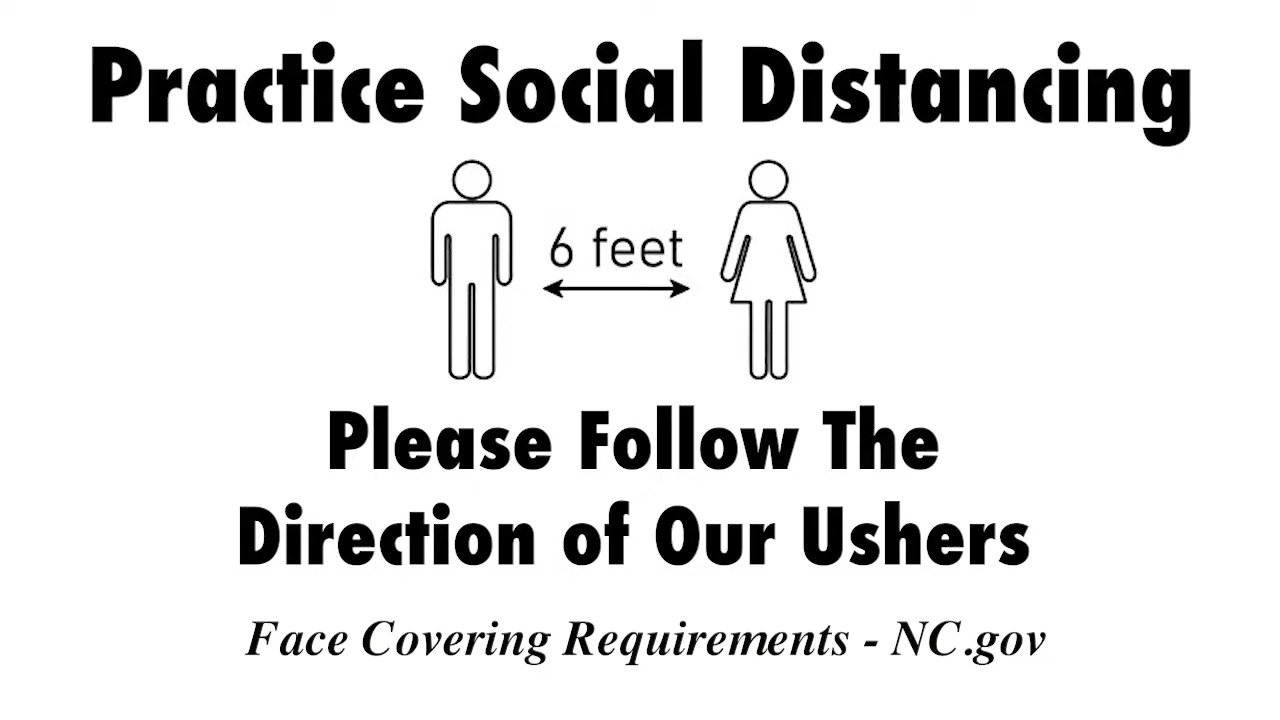 Practice Social Distancing
6 feet
Please Follow The
Direction of Our Ushers
Face Covering Requirements - NC.gov